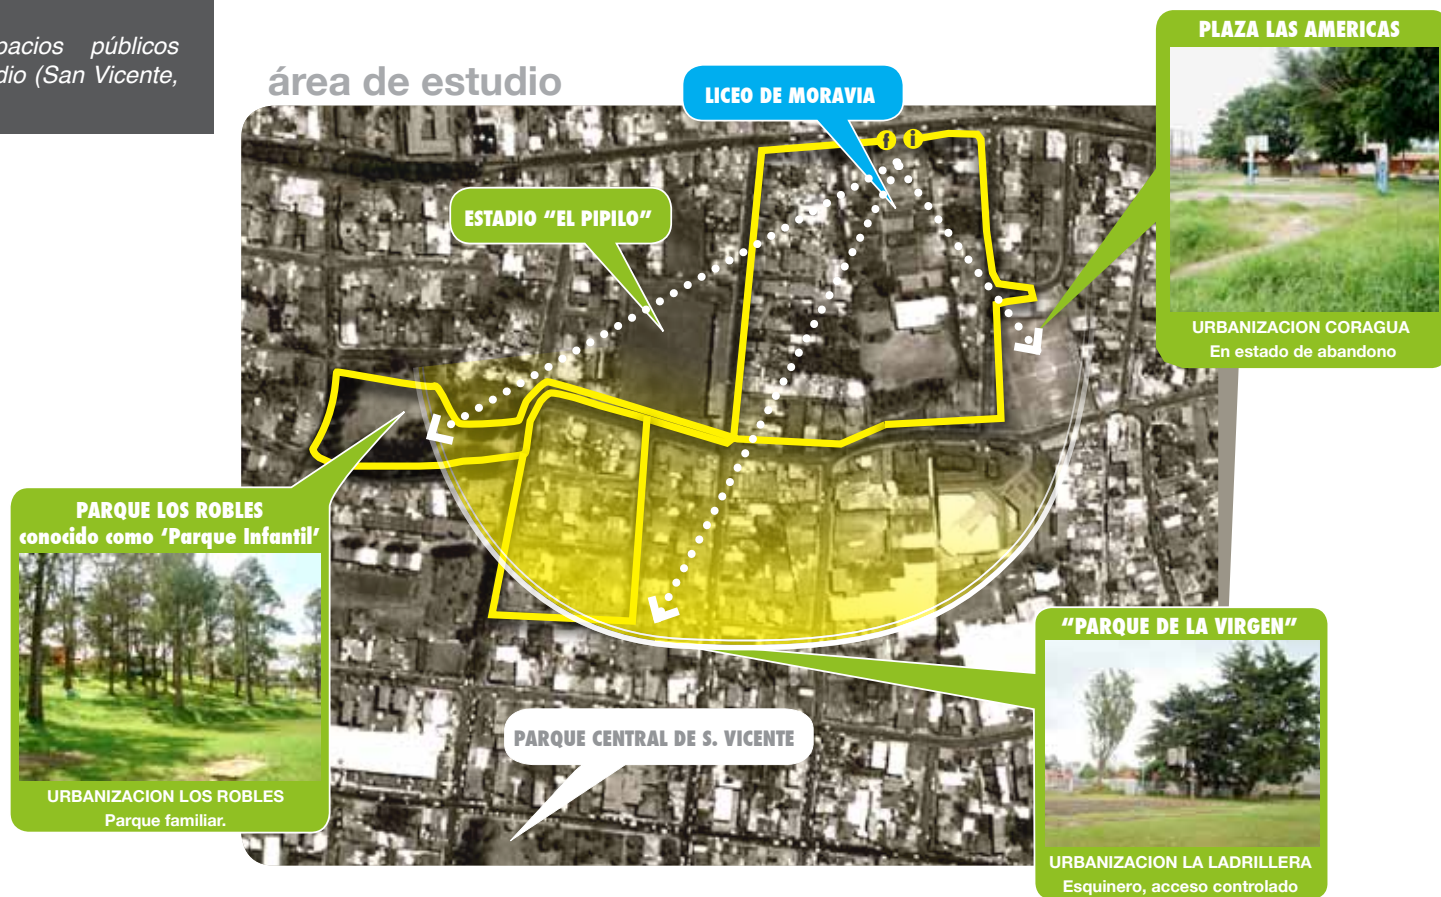 pacios públicos
dio (San Vicente,
área de estudio
LICEO DE MORAVIA
PLAZA LAS AMERICAS
URBANIZACION CORAGUA
En estado de abandono
ESTADIO “EL PIPILO”
f i
PARQUE LOS ROBLES
conocido como ‘Parque Infantil’
URBANIZACION LOS ROBLES
Parque familiar.
“PARQUE DE LA VIRGEN”
URBANIZACION LA LADRILLERA
Esquinero, acceso controlado
PARQUE CENTRAL DE S. VICENTE